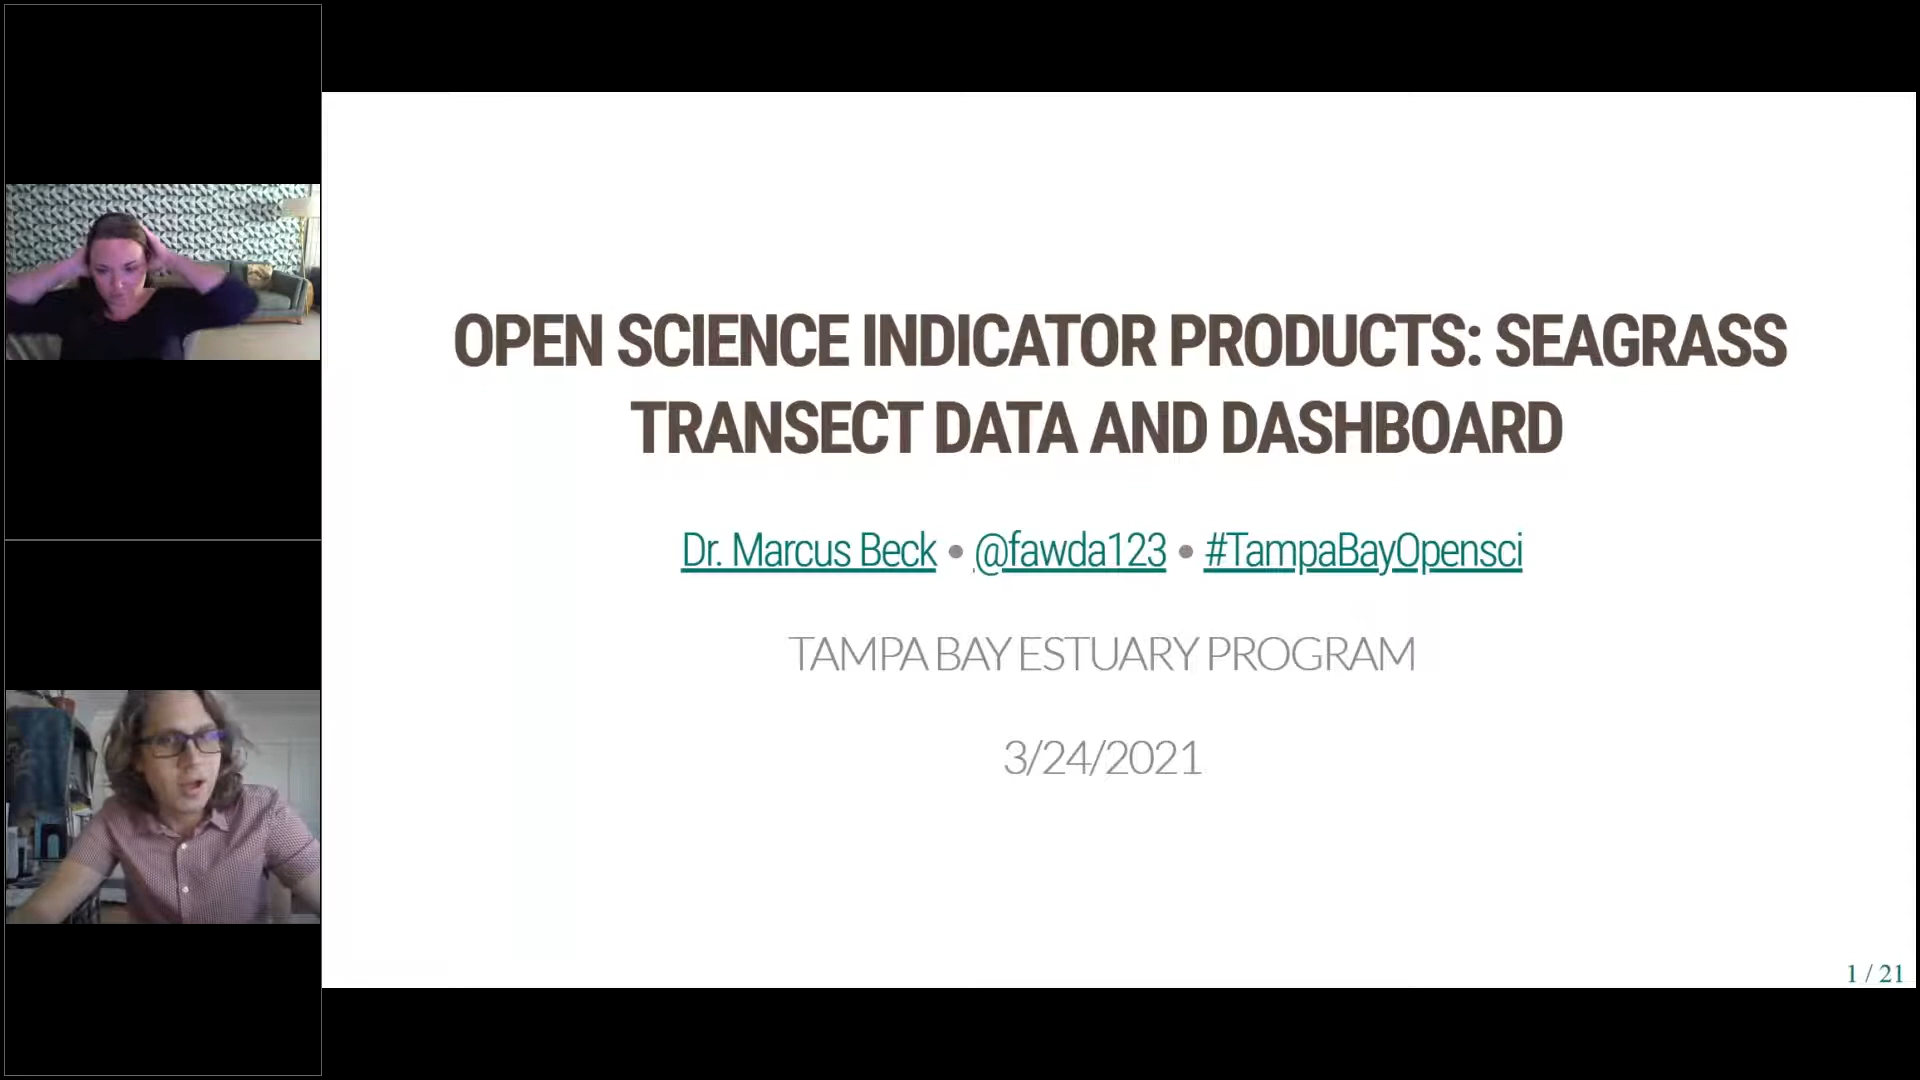 OPEN SCIENCE INDICATOR PRODUCTS: SEAGRASS
TRANSECT DATA AND DASHBOARD
Dr. Marcus Beck • @fawda123 • #TampaBayOpensci
TAMPA BAY ESTUARY PROGRAM
3/24/2021
1 / 21